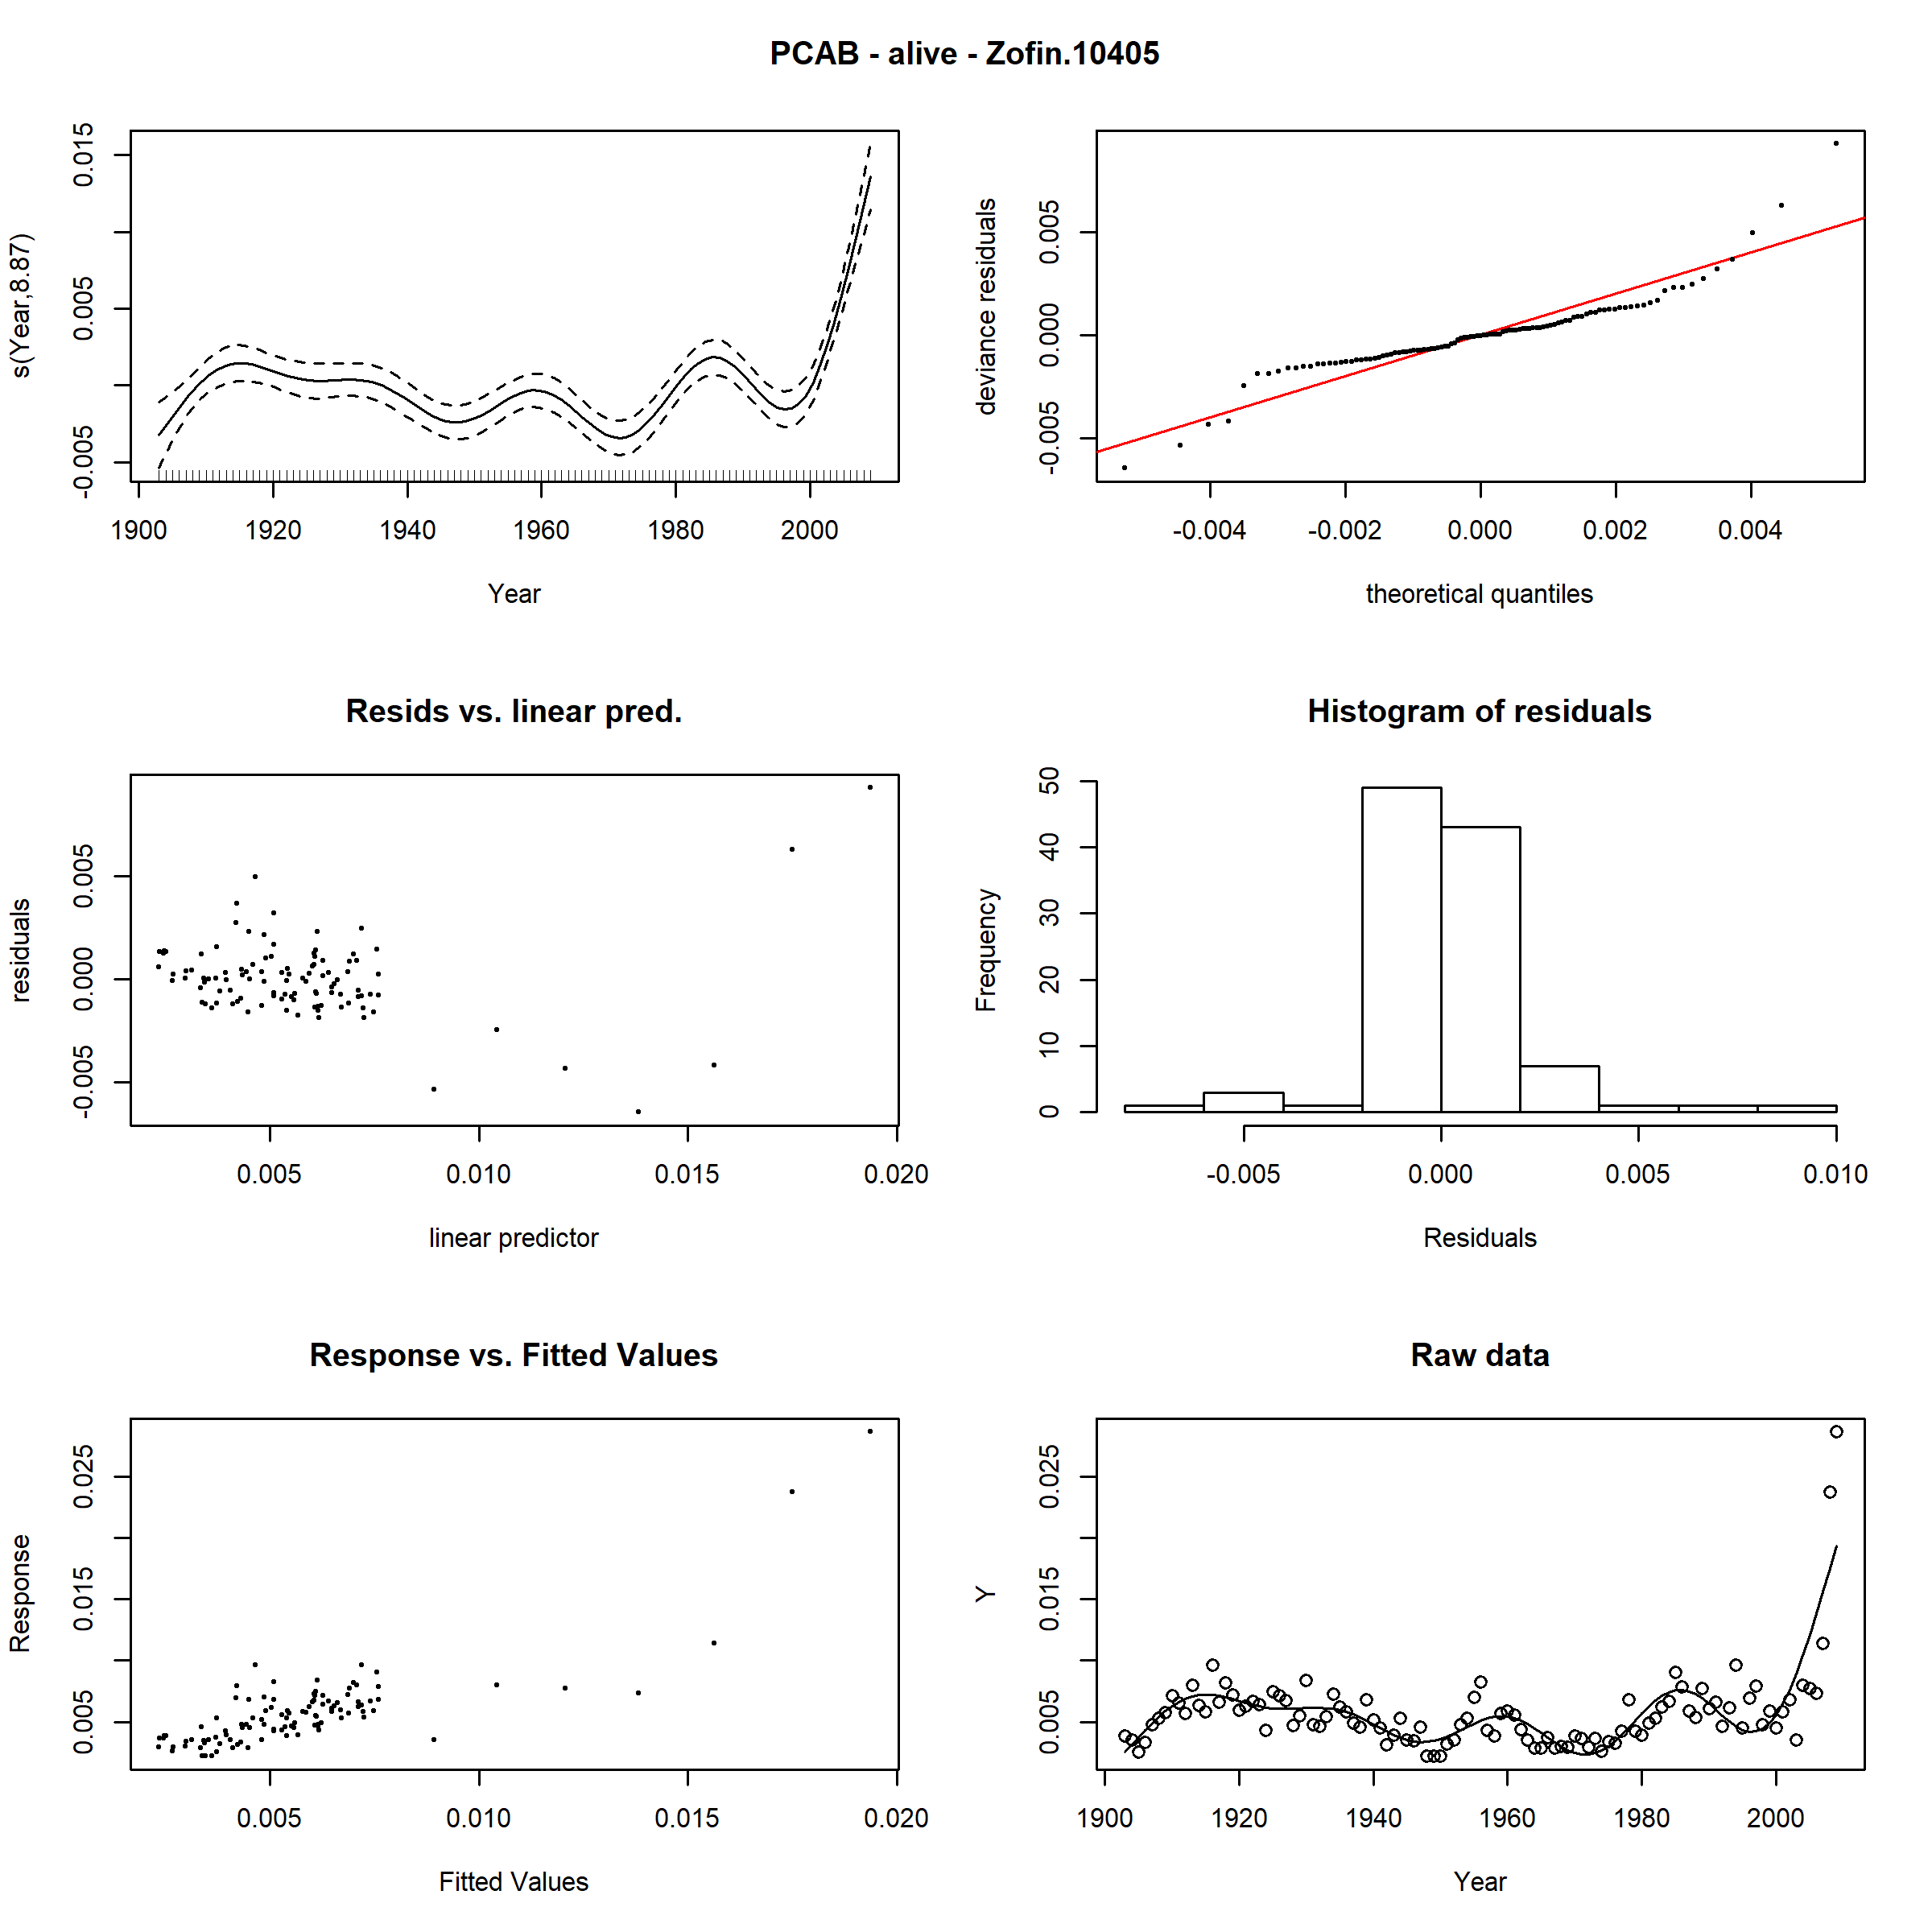 PCAB - alive - Zofin.10405
s(Year,8.87)
-0.005 0.005 0.015
1900 1920 1940 1960 1980 2000
Year
deviance residuals
-0.005 0.000 0.005
-0.004 -0.002 0.000 0.002 0.004
theoretical quantiles
Resids vs. linear pred.
residuals
-0.005 0.000 0.005
0.005 0.010 0.015 0.020
linear predictor
Histogram of residuals
Frequency
0 10 20 30 40 50
-0.005 0.000 0.005 0.010
Residuals
Response vs. Fitted Values
Response
0.005 0.015 0.025
0.005 0.010 0.015 0.020
Fitted Values
Raw data
Y
0.005 0.015 0.025
1900 1920 1940 1960 1980 2000
Year